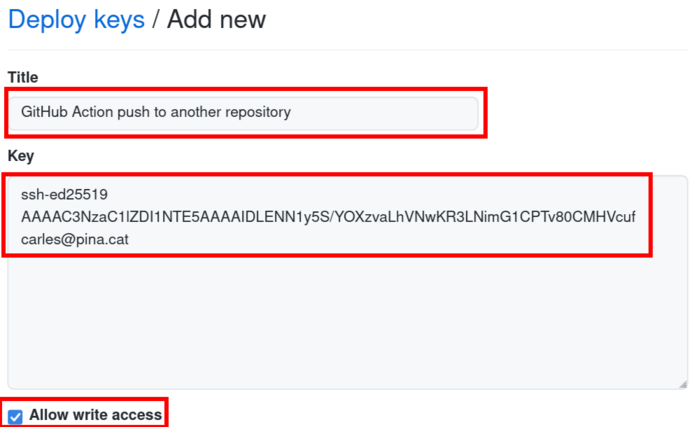 Deploy keys / Add new
Title
GitHub Action push to another repository
Key
ssh-ed25519
AAAAC3NzaC1lZDI1NTE5AAAAIDLENN1y5S/YOXzvaLhVNwKR3LNimG1CPTv80CMHVcuf
carles@pina.cat
Allow write access